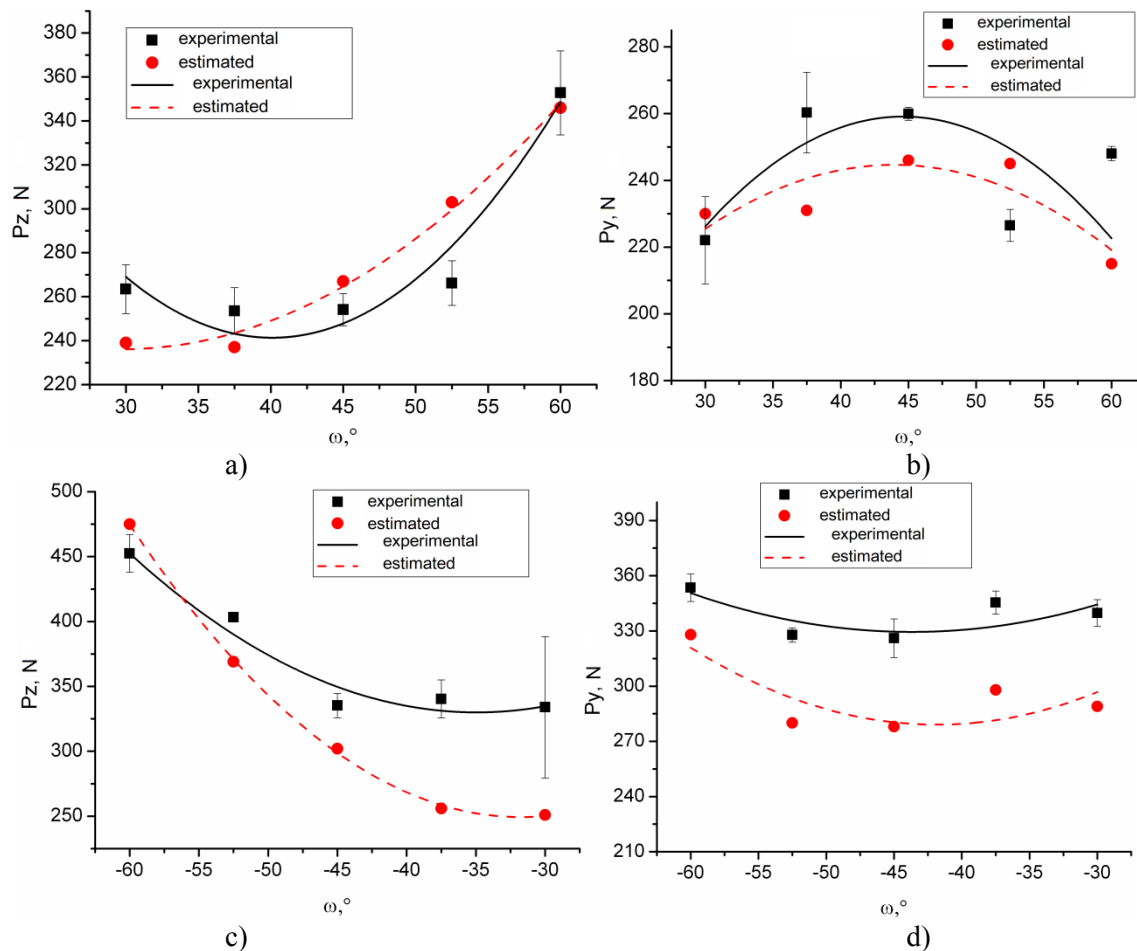 390
380
360
340
320
300
280
260
240
220
30
35
40
45
50
55
60
Pz, N
ω,°
experimental
estimated
experimental
estimated
a)
280
260
240
220
200
180
30
35
40
45
50
55
60
Py, N
ω,°
experimental
estimated
experimental
estimated
b)
500
450
400
350
300
250
-60
-55
-50
-45
-40
-35
-30
Pz, N
ω,°
experimental
estimated
experimental
estimated
c)
390
360
330
300
270
240
210
-60
-55
-50
-45
-40
-35
-30
Py, N
ω,°
experimental
estimated
experimental
estimated
d)